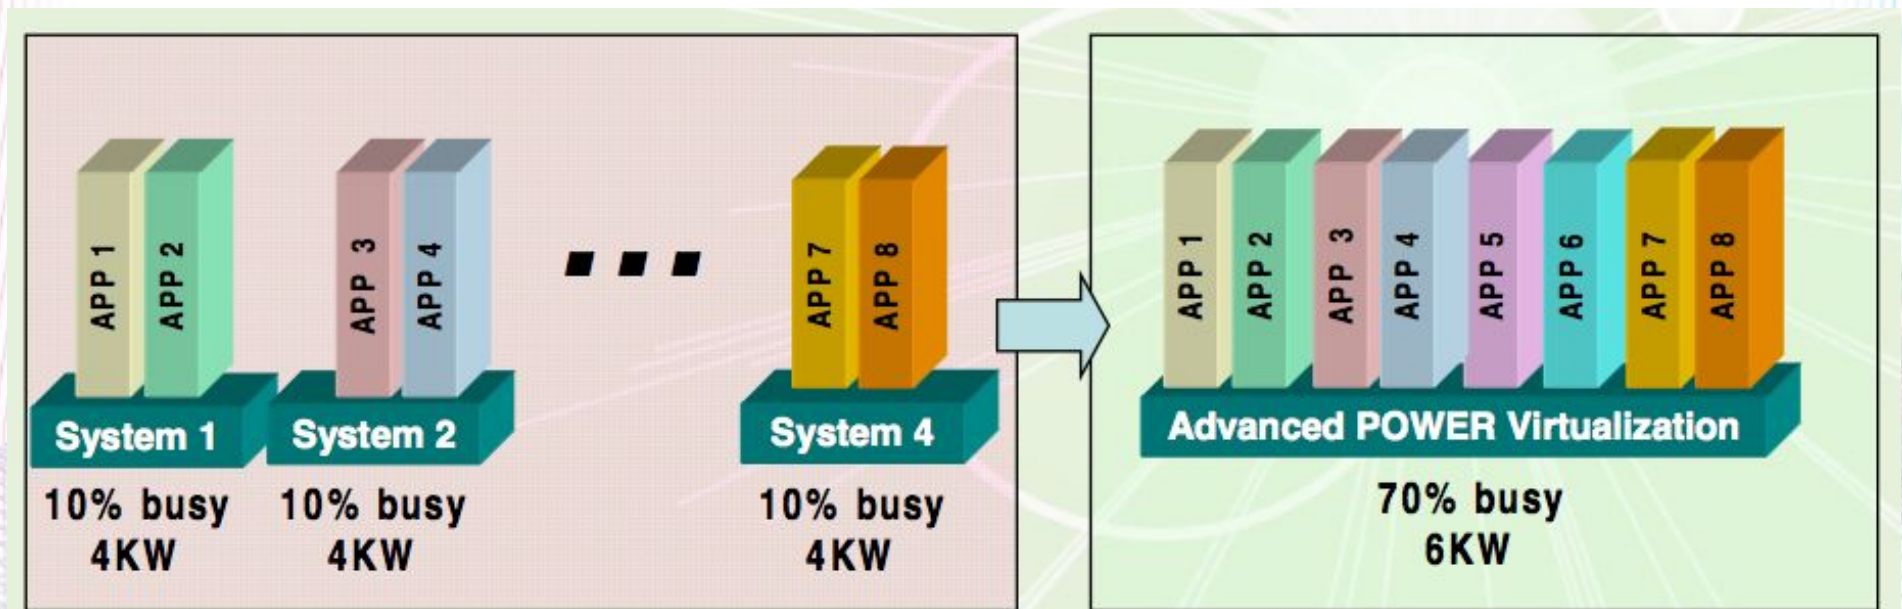 APP 1
APP 2
APP 3
APP 4
...
APP 7
APP 8
System 1
System 2
System 4
10% busy
4KW
10% busy
4KW
10% busy
4KW
APP 1
APP 2
APP 3
APP 4
APP 5
APP 6
APP 7
APP 8
Advanced POWER Virtualization
70% busy
6KW